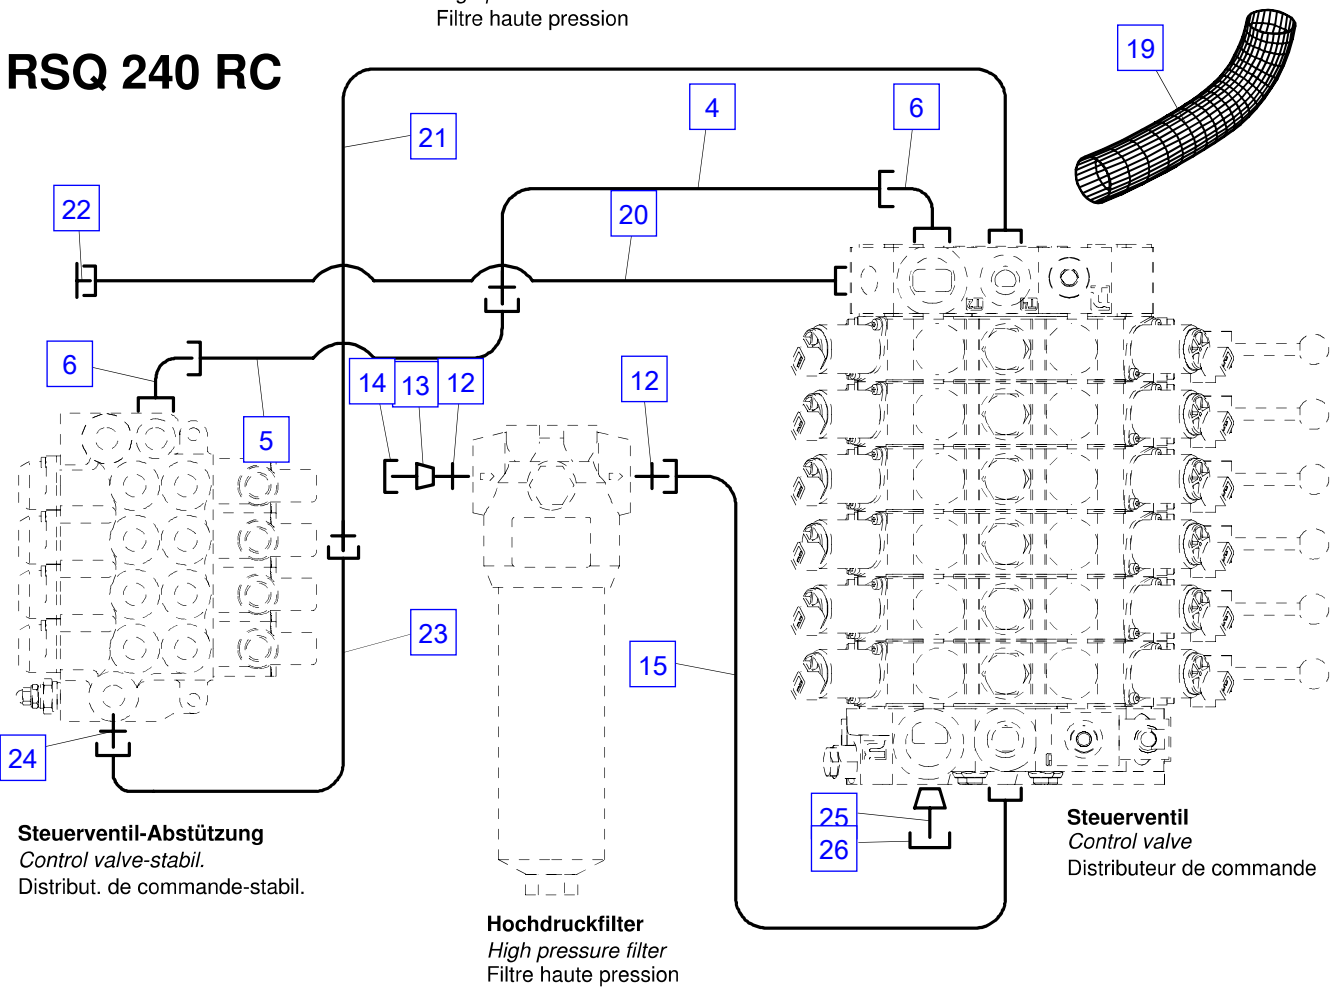 Filtre haute pression
RSQ 240 RC
19
4
6
21
22
20
6
14
13
12
12
5
23
15
24
25
26
Steuerventil-Abstützung
Control valve-stabil.
Distribut. de commande-stabil.
Steuerventil
Control valve
Distributeur de commande
Hochdruckfilter
High pressure filter
Filtre haute pression